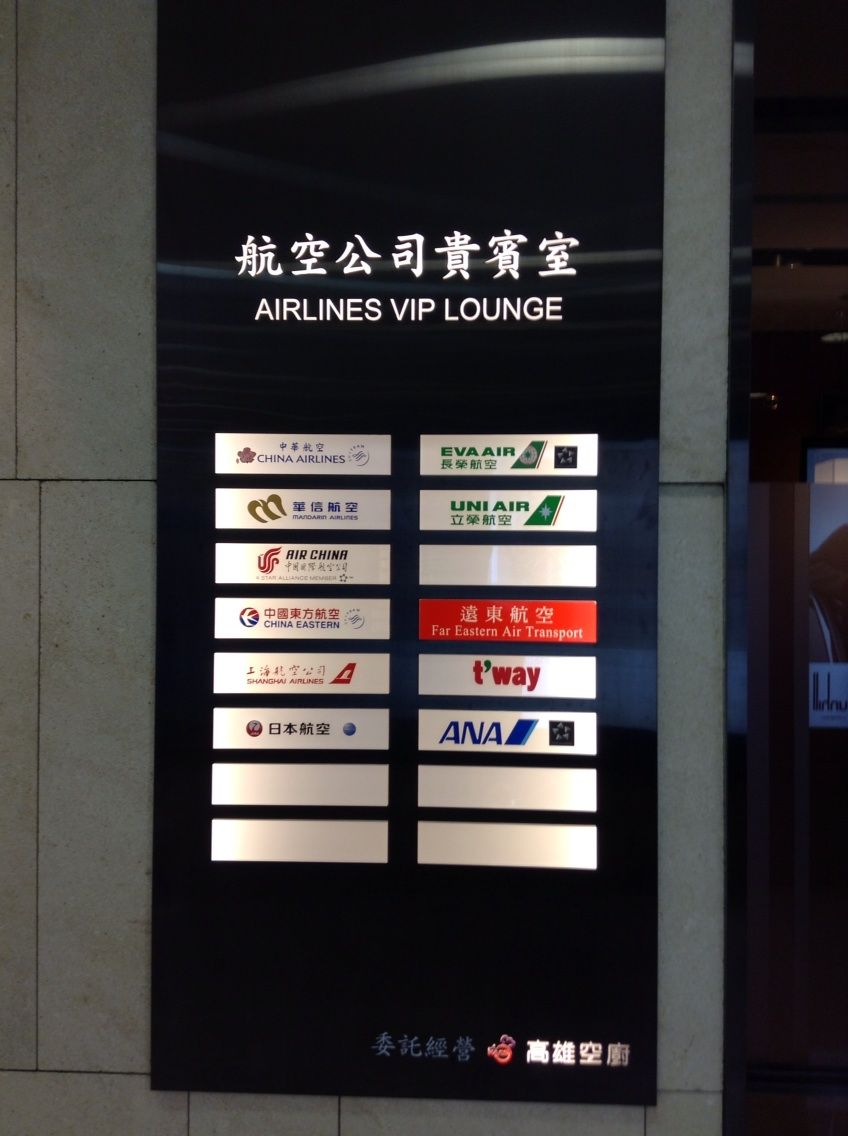 航空公司貴賓室
AIRLINES VIP LOUNGE
中華航空
CHINA AIRLINES
EVA AIR
長榮航空
華信航空
MANDARIN AIRLINES
UNI AIR
立榮航空
AIR CHINA
中国国际航空公司
A STAR ALLIANCE MEMBER
中國東方航空
CHINA EASTERN
遠東航空
Far Eastern Air Transport
上海航空公司
SHANGHAI AIRLINES
t'way
日本航空
ANA
委託經營
高雄空廚